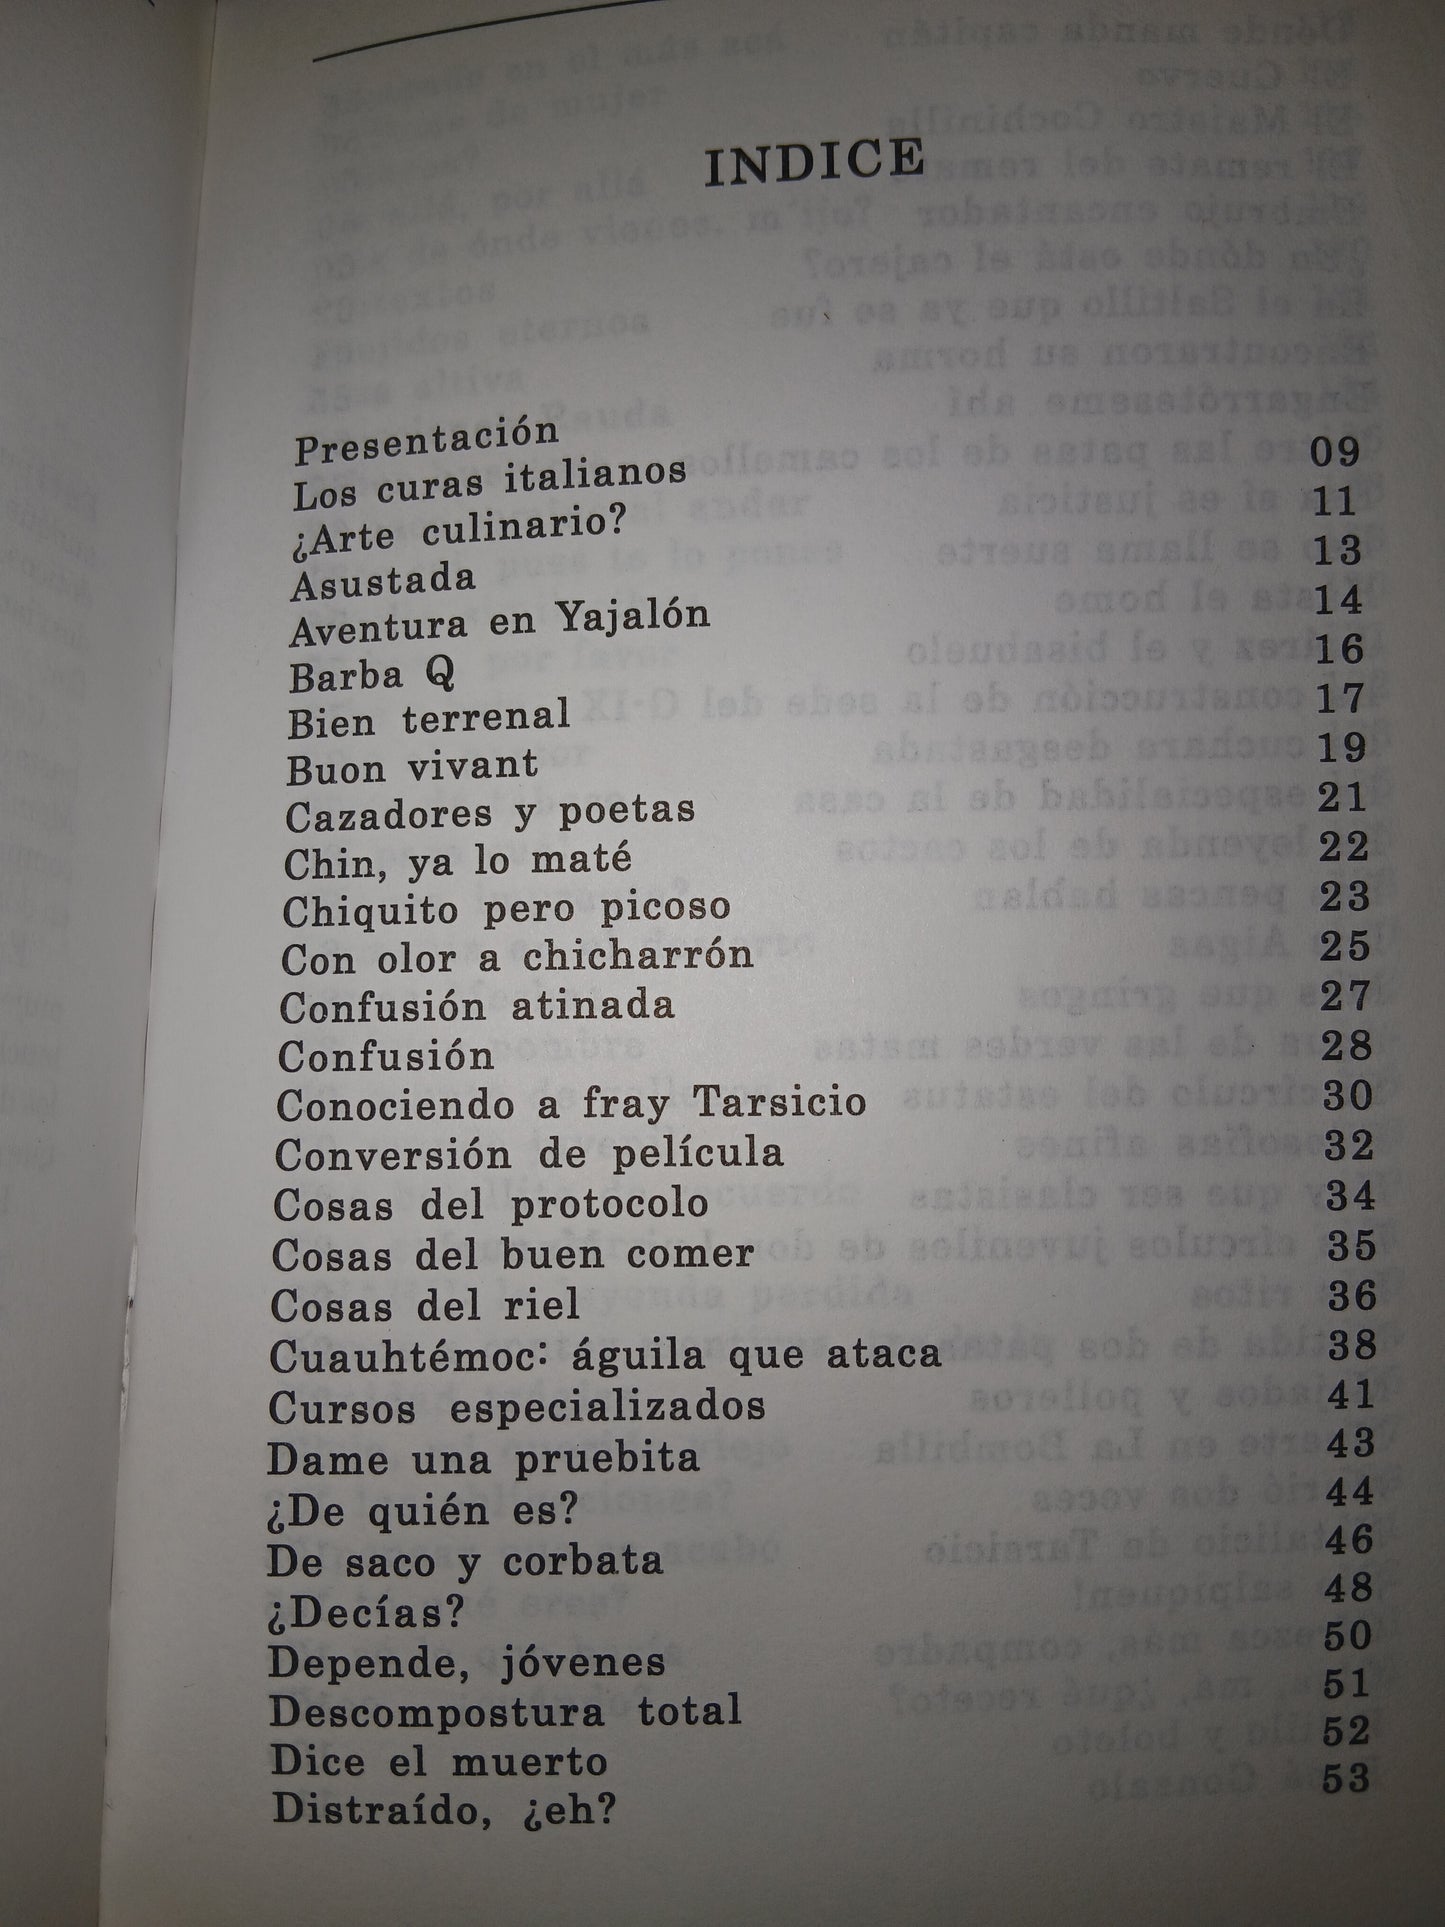 INDICE
Presentación
Los curas italianos 09
¿Arte culinario? 11
Asustada 13
Aventura en Yajalón 14
Barba Q 16
Bien terrenal 17
Buon vivant 19
Cazadores y poetas 21
Chin, ya lo maté 22
Chiquito pero picoso 23
Con olor a chicharrón 25
Confusión atinada 27
Confusión 28
Conociendo a fray Tarsicio 30
Conversión de película 32
Cosas del protocolo 34
Cosas del buen comer 35
Cosas del riel 36
Cuauhtémoc: águila que ataca 38
Cursos especializados 41
Dame una pruebita 43
¿De quién es? 44
De saco y corbata 46
¿Decías? 48
Depende, jóvenes 50
Descompostura total 51
Dice el muerto 52
Distraído, ¿eh? 53